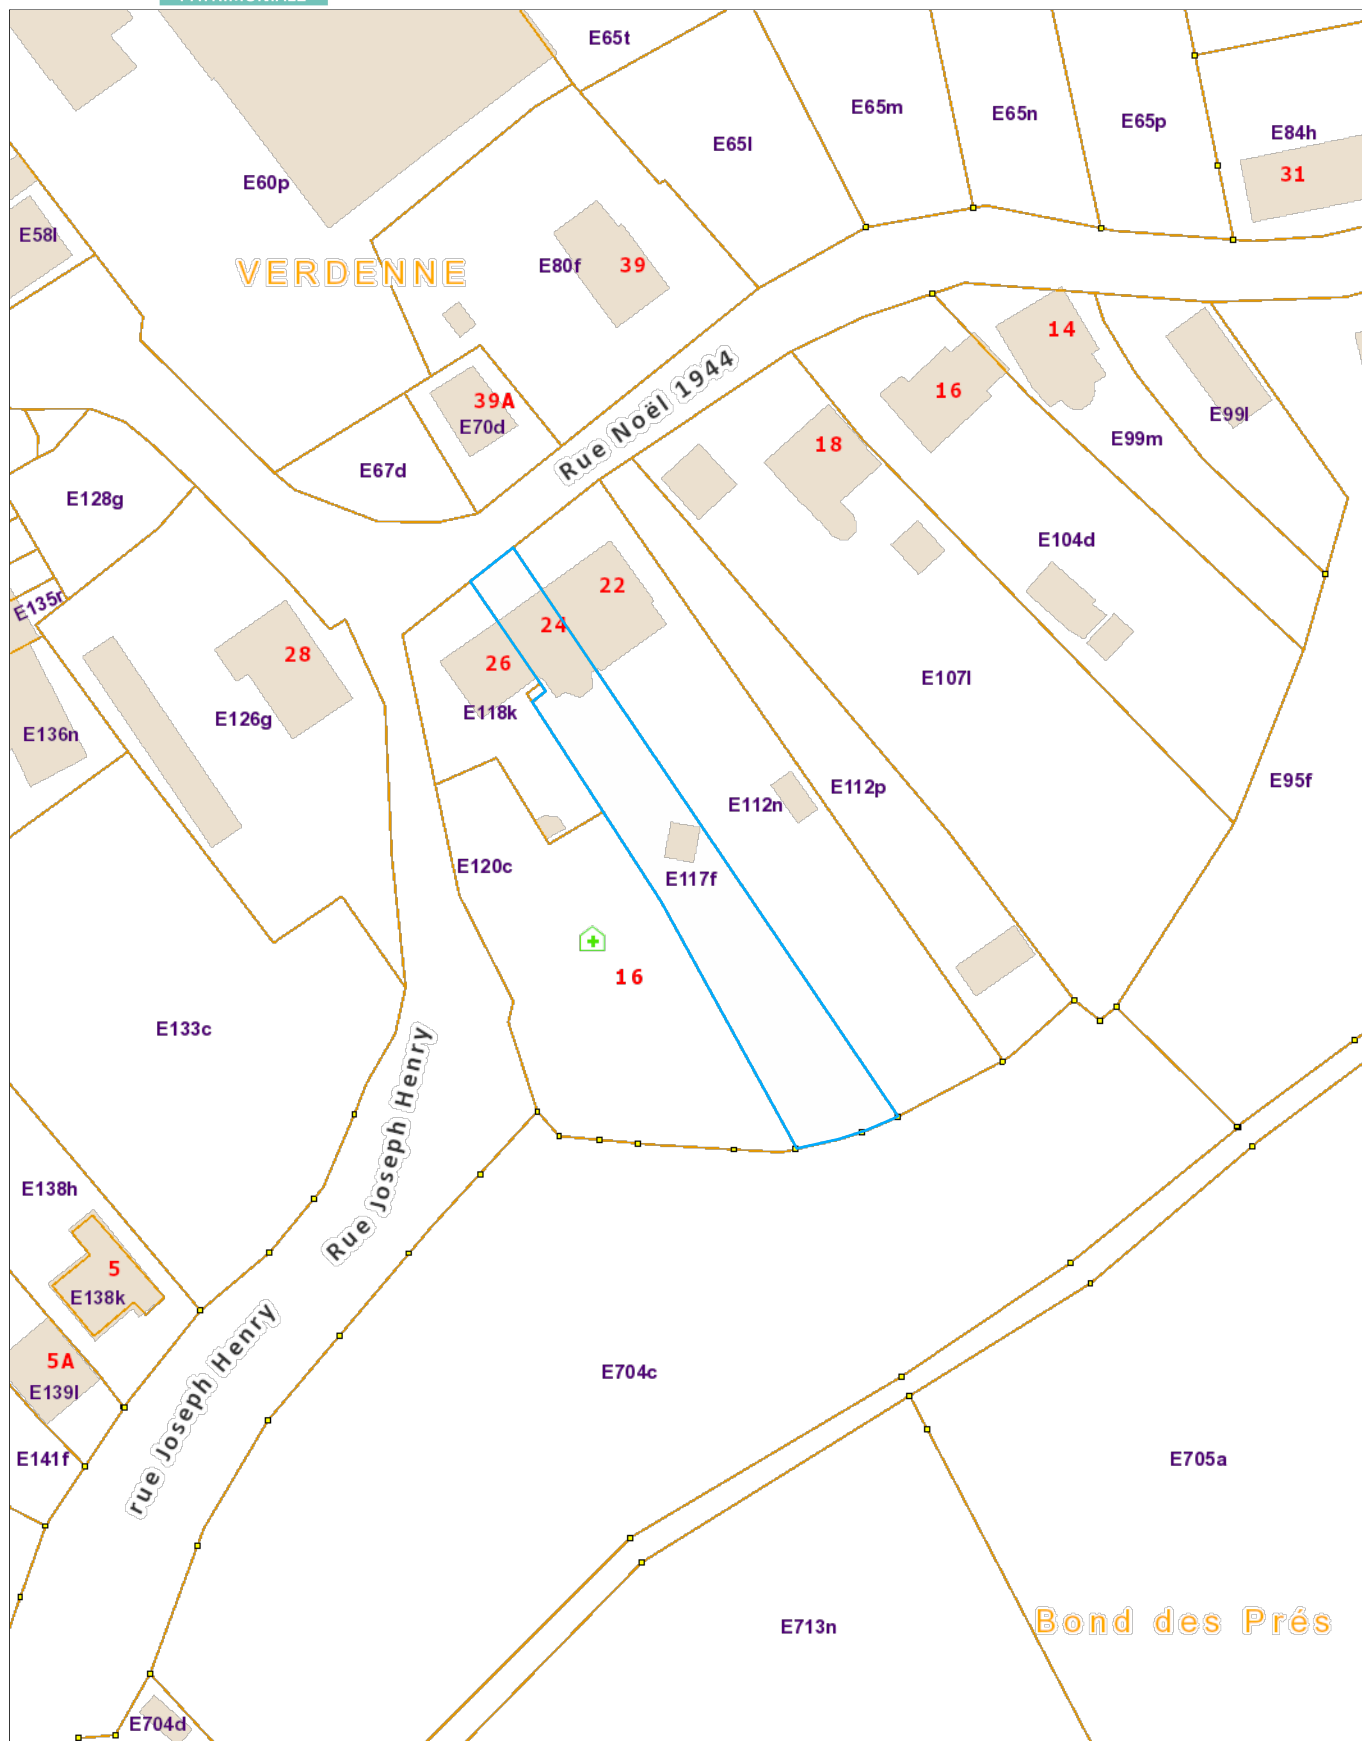 E65t
E65m
E65n
E65p
E65l
E84h
31
E60p
E58l
VERDENNE
E80f
39
14
Rue Noël 1944
16
39A
E70d
E99l
E99m
18
E67d
E128g
E104d
22
E135r
24
28
26
E107l
E118k
E126g
E136n
E95f
E112p
E112n
E120c
E117f
16
E133c
Rue Joseph Henry
E138h
5
E138k
rue Joseph Henry
5A
E139l
E704c
E141f
E705a
Bond des Prés
E713n
E704d